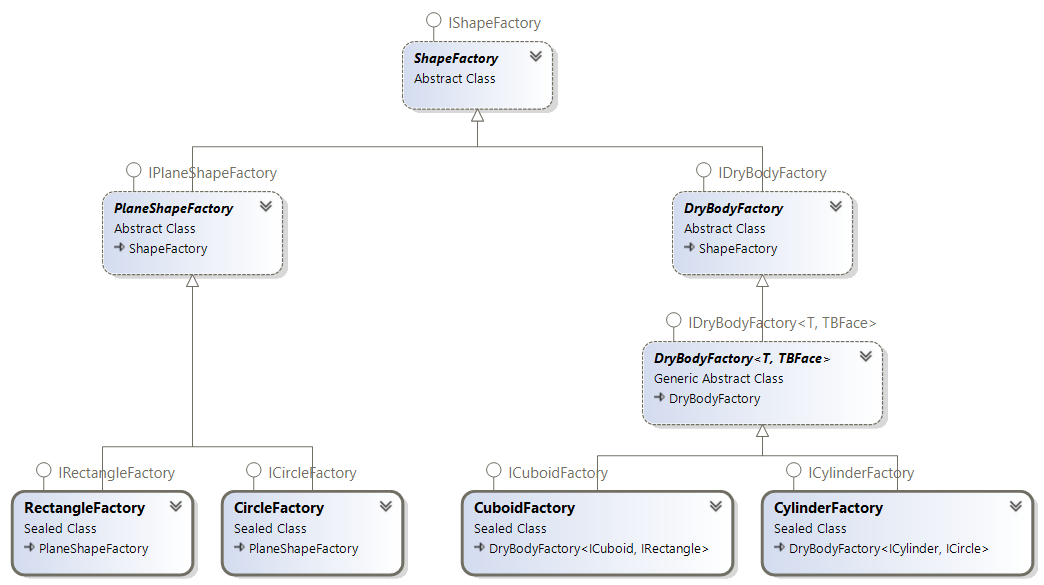 IShapeFactory
ShapeFactory
Abstract Class
IPlaneShapeFactory
PlaneShapeFactory
Abstract Class
ShapeFactory
IDryBodyFactory
DryBodyFactory
Abstract Class
ShapeFactory
IDryBodyFactory<T, TBFace>
DryBodyFactory<T, TBFace>
Generic Abstract Class
DryBodyFactory
IRectangleFactory
RectangleFactory
Sealed Class
PlaneShapeFactory
ICircleFactory
CircleFactory
Sealed Class
PlaneShapeFactory
ICuboidFactory
CuboidFactory
Sealed Class
DryBodyFactory<ICuboid, IRectangle>
ICylinderFactory
CylinderFactory
Sealed Class
DryBodyFactory<ICylinder, ICircle>